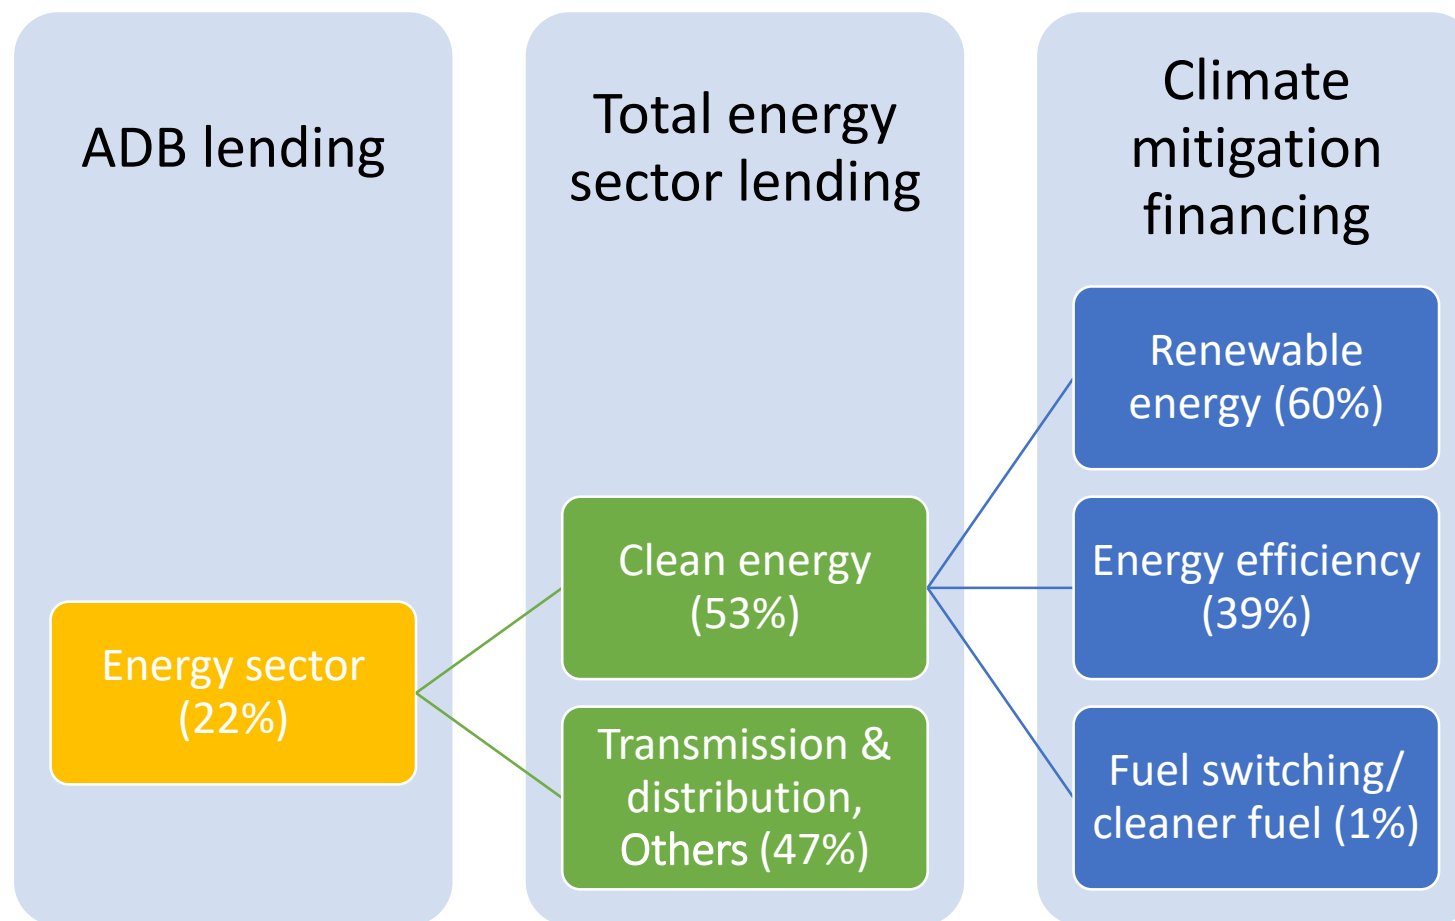 ADB lending
Energy sector
(22%)
Total energy
sector lending
Clean energy
(53%)
Transmission &
distribution,
Others (47%)
Climate
mitigation
financing
Renewable
energy (60%)
Energy efficiency
(39%)
Fuel switching/
cleaner fuel (1%)